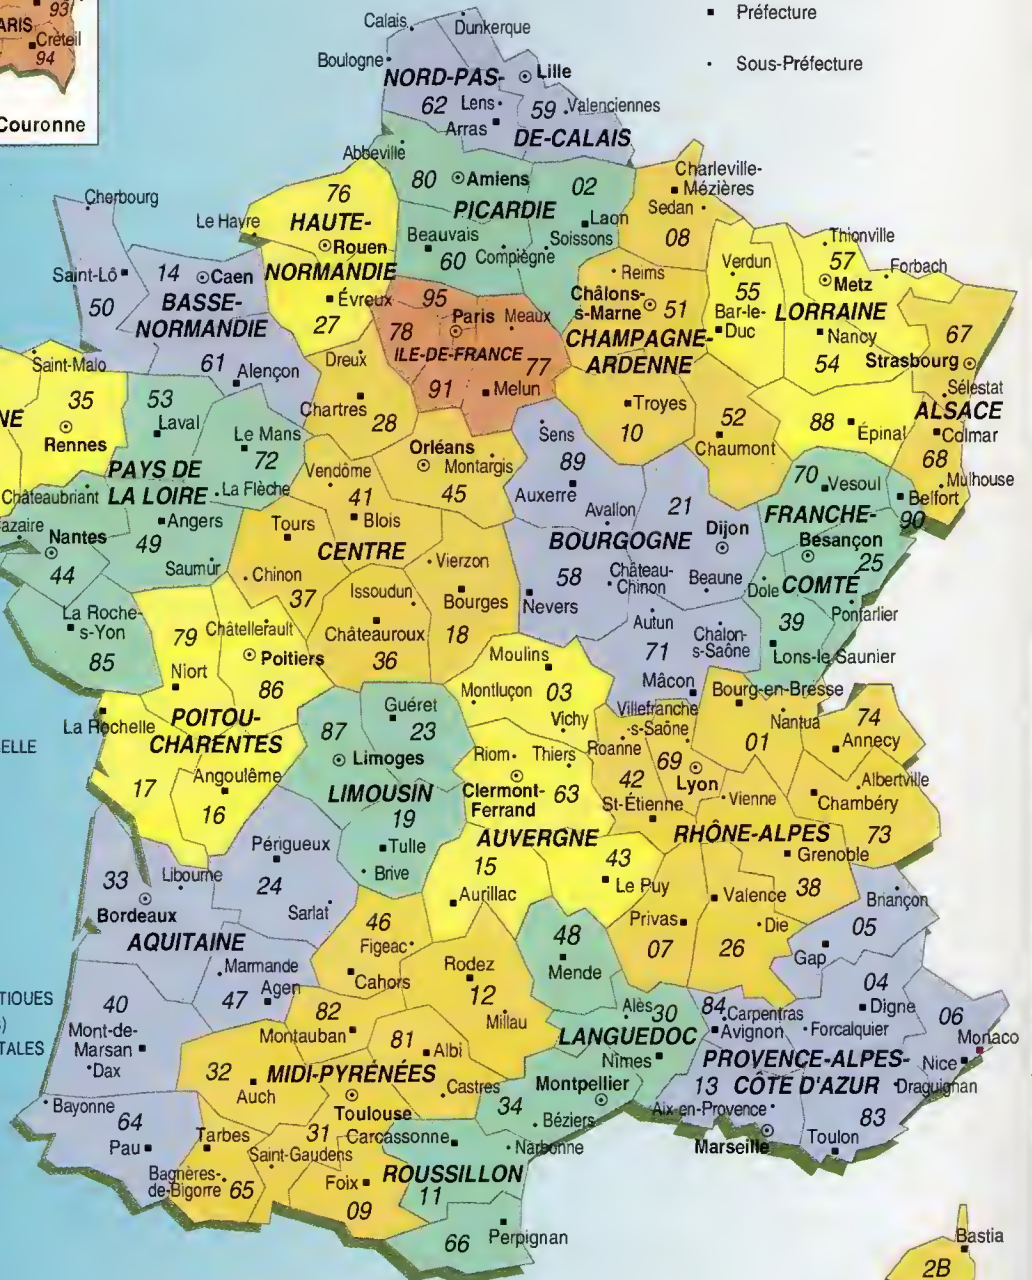 93
ARIS
Créteil
94
Couronne
Préfecture
Sous-Préfecture
Calais
Dunkerque
Boulogne
NORD-PAS-
Lille
62
Lens
59
Valenciennes
Arras
DE-CALAIS
Abbeville
80
Amiens
02
PICARDIE
Laon
Beauvais
Soissons
60
Compiègne
Charleville-
Mézières
Sedan
08
Cherbourg
76
Le Havre
HAUTE-
Rouen
NORMANDIE
Évreux
27
Saint-Lô
14
Caen
50
BASSE-
NORMANDIE
61
Alençon
95
Paris
Meaux
78
ILE-DE-FRANCE
77
91
Melun
Reims
Châlons-
s-Marne
51
CHAMPAGNE-
ARDENNE
Troyes
10
52
Chaumont
Verdun
55
Bar-le-
Duc
Thionville
57
Forbach
Metz
LORRAINE
Nancy
54
88
Épinal
67
Strasbourg
Sélestat
ALSACE
Colmar
68
Mulhouse
Saint-Malo
35
NE
Rennes
53
Laval
Le Mans
72
PAYS DE
LA LOIRE
La Flèche
Châteaubriant
Angers
azaire
Nantes
49
44
Saumur
La Roche-
s-Yon
85
Dreux
Chartres
28
Orléans
Montargis
45
Vendôme
41
Blois
Tours
CENTRE
Vierzon
Chinon
37
Issoudun
Bourges
Châteauroux
18
36
Sens
89
Auxerre
Avallon
21
Dijon
BOURGOGNE
58
Château-
Chinon
Beaune
Nevers
Autun
Chalon-
s-Saône
71
Mâcon
70
Vesoul
Belfort
90
FRANCHE-
Besançon
25
Dole
COMTÉ
39
Pontarlier
Lons-le Saunier
79
Châtellerault
Poitiers
Niort
86
La Rochelle
POITOU-
CHARENTES
ELLE
17
Angoulême
16
Guéret
87
23
Limoges
LIMOUSIN
19
Tulle
Brive
Moulins
Montluçon
03
Vichy
Riom
Thiers
Clermont-
Ferrand
63
AUVERGNE
15
43
Aurillac
Le Puy
Bourg-en-Bresse
Villefranche
-s-Saône
Nantua
74
Roanne
01
Annecy
69
42
Lyon
Albertville
St-Étienne
Vienne
Chambéry
RHÔNE-ALPES
73
Grenoble
Valence
38
Privas
Die
07
26
33
Libourne
Périgueux
24
Bordeaux
Sarlat
AQUITAINE
Marmande
47
Agen
40
Mont-de-
Marsan
Dax
Bayonne
64
Pau
TIQUES
S)
TALES
46
Figeac
Cahors
Rodez
12
Millau
82
Montauban
81
Albi
32
MIDI-PYRÉNÉES
Auch
Castres
Toulouse
31
Tarbes
Saint-Gaudens
Bagnères-
de-Bigorre
65
Foix
09
48
Mende
Alès
30
LANGUEDOC
Nîmes
Montpellier
34
Béziers
Carcassonne
Narbonne
ROUSSILLON
11
Perpignan
66
Briançon
05
Gap
04
Digne
06
84
Carpentras
Avignon
Forcalquier
Monaco
PROVENCE-ALPES-
Nice
13
CÔTE D'AZUR
Draguignan
Aix-en-Provence
83
Marseille
Toulon
Bastia
2B